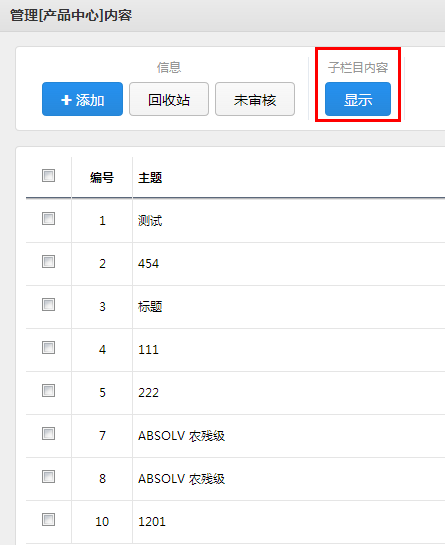 管理[产品中心]内容
信息 子栏目内容
添加 回收站 未审核 显示
编号 主题
1 测试
2 454
3 标题
4 111
5 222
7 ABSOLV 农残级
8 ABSOLV 农残级
10 1201